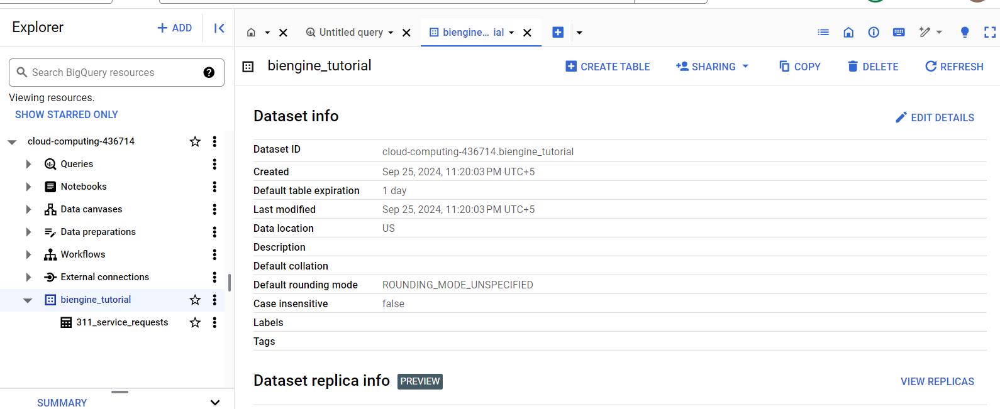 Explorer
+ ADD
Untitled query
biengine... ial
biengine_tutorial
CREATE TABLE
SHARING
COPY
DELETE
REFRESH
Search BigQuery resources
?
Viewing resources.
SHOW STARRED ONLY
cloud-computing-436714
Queries
Notebooks
Data canvases
Data preparations
Workflows
External connections
biengine_tutorial
311_service_requests
SUMMARY
Dataset info
EDIT DETAILS
Dataset ID cloud-computing-436714.biengine_tutorial
Created Sep 25, 2024, 11:20:03 PM UTC+5
Default table expiration 1 day
Last modified Sep 25, 2024, 11:20:03 PM UTC+5
Data location US
Description
Default collation
Default rounding mode ROUNDING_MODE_UNSPECIFIED
Case insensitive false
Labels
Tags
Dataset replica info PREVIEW
VIEW REPLICAS